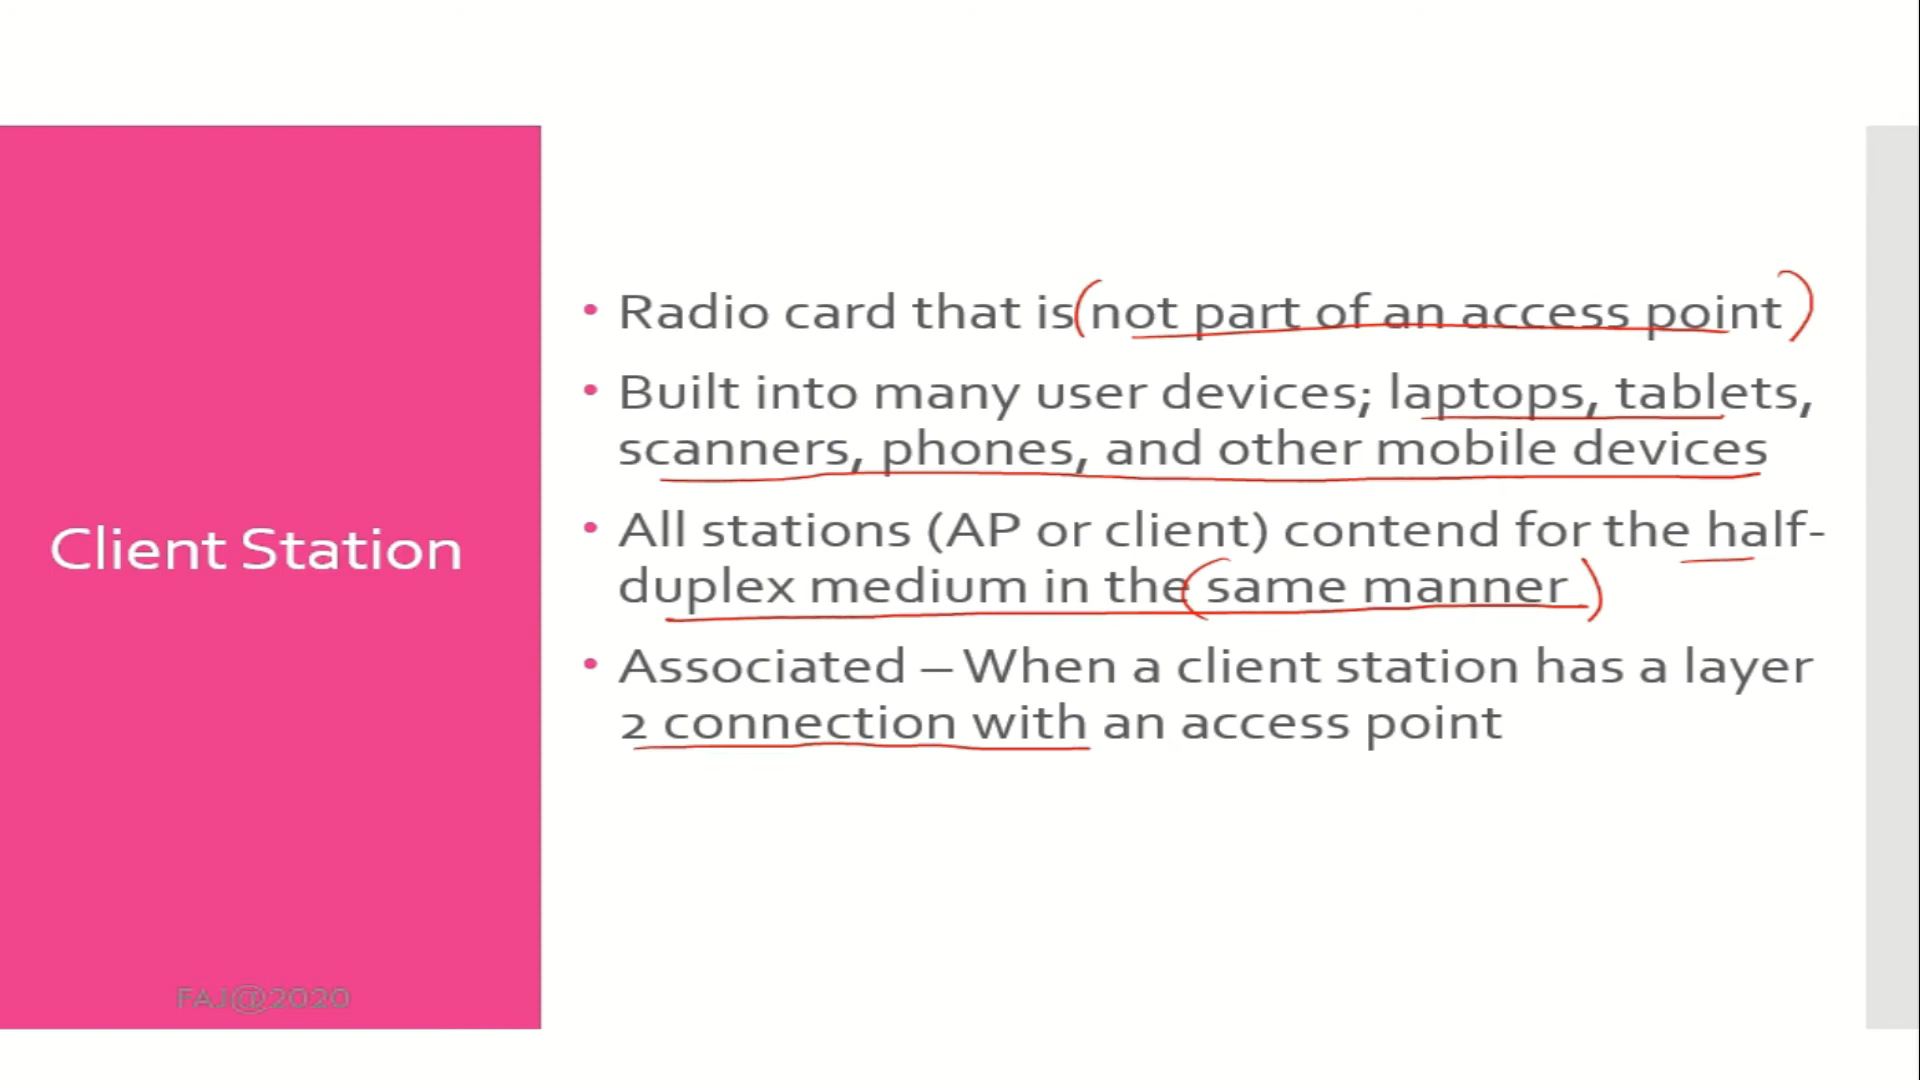 Client Station
• Radio card that is not part of an access point
• Built into many user devices; laptops, tablets,
scanners, phones, and other mobile devices
• All stations (AP or client) contend for the half-
duplex medium in the same manner
• Associated – When a client station has a layer
2 connection with an access point
FAJ@2020